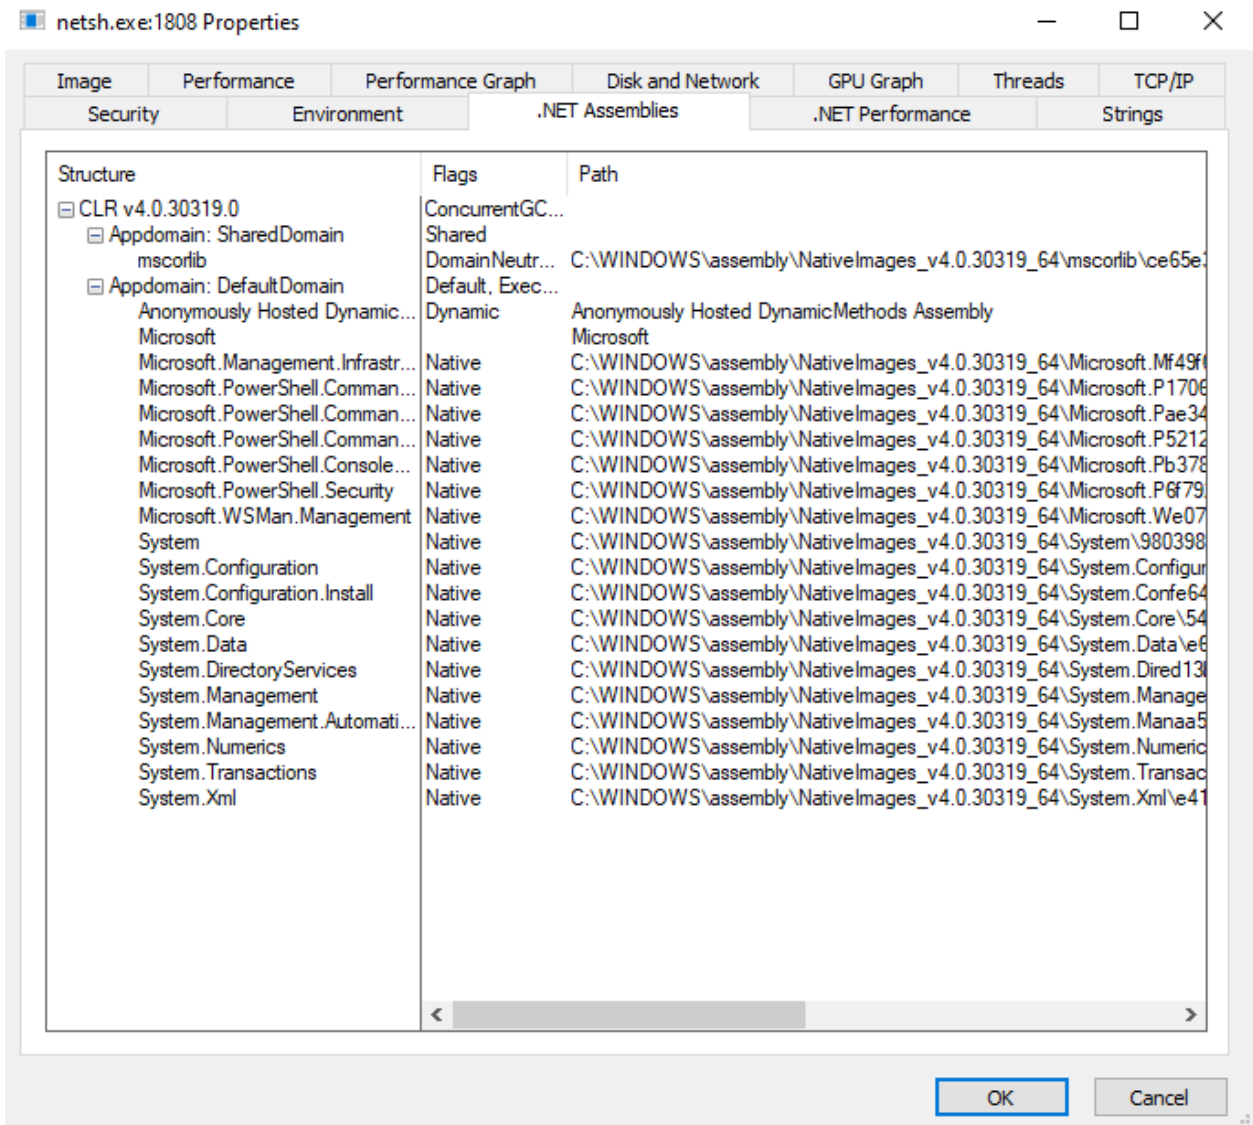 netsh.exe:1808 Properties
Image Performance Performance Graph Disk and Network GPU Graph Threads TCP/IP
Security Environment .NET Assemblies .NET Performance Strings
Structure Flags Path
CLR v4.0.30319.0 ConcurrentGC...
Appdomain: SharedDomain Shared
mscorlib DomainNeutr... C:\WINDOWS\assembly\NativeImages_v4.0.30319_64\mscorlib\ce65e3
Appdomain: DefaultDomain Default, Exec...
Anonymously Hosted Dynamic... Dynamic Anonymously Hosted DynamicMethods Assembly
Microsoft Microsoft
Microsoft.Management.Infrastr... Native C:\WINDOWS\assembly\NativeImages_v4.0.30319_64\Microsoft.Mf49f(
Microsoft.PowerShell.Comman... Native C:\WINDOWS\assembly\NativeImages_v4.0.30319_64\Microsoft.P1706
Microsoft.PowerShell.Comman... Native C:\WINDOWS\assembly\NativeImages_v4.0.30319_64\Microsoft.Pae34
Microsoft.PowerShell.Comman... Native C:\WINDOWS\assembly\NativeImages_v4.0.30319_64\Microsoft.P5212
Microsoft.PowerShell.Console... Native C:\WINDOWS\assembly\NativeImages_v4.0.30319_64\Microsoft.Pb378
Microsoft.PowerShell.Security Native C:\WINDOWS\assembly\NativeImages_v4.0.30319_64\Microsoft.P6f79
Microsoft.WSMan.Management Native C:\WINDOWS\assembly\NativeImages_v4.0.30319_64\Microsoft.We07
System Native C:\WINDOWS\assembly\NativeImages_v4.0.30319_64\System\980398
System.Configuration Native C:\WINDOWS\assembly\NativeImages_v4.0.30319_64\System.Configur
System.Configuration.Install Native C:\WINDOWS\assembly\NativeImages_v4.0.30319_64\System.Confe64
System.Core Native C:\WINDOWS\assembly\NativeImages_v4.0.30319_64\System.Core\54
System.Data Native C:\WINDOWS\assembly\NativeImages_v4.0.30319_64\System.Data\e6
System.DirectoryServices Native C:\WINDOWS\assembly\NativeImages_v4.0.30319_64\System.Dired13
System.Management Native C:\WINDOWS\assembly\NativeImages_v4.0.30319_64\System.Manage
System.Management.Automati... Native C:\WINDOWS\assembly\NativeImages_v4.0.30319_64\System.Manaa5
System.Numerics Native C:\WINDOWS\assembly\NativeImages_v4.0.30319_64\System.Numeric
System.Transactions Native C:\WINDOWS\assembly\NativeImages_v4.0.30319_64\System.Transac
System.Xml Native C:\WINDOWS\assembly\NativeImages_v4.0.30319_64\System.Xml\e41
OK Cancel